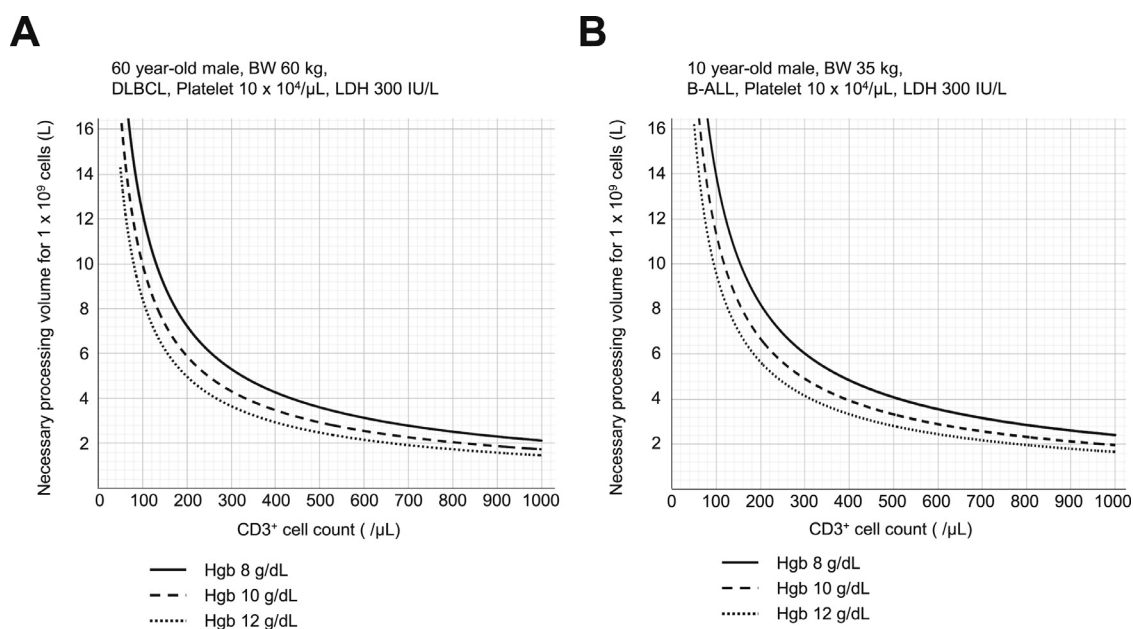 A
60 year-old male, BW 60 kg,
DLBCL, Platelet 10 x 10⁴/μL, LDH 300 IU/L
Necessary processing volume for 1 x 10⁹ cells (L)
16
14
12
10
8
6
4
2
0 100 200 300 400 500 600 700 800 900 1000
CD3⁺ cell count ( /μL)
Hgb 8 g/dL
Hgb 10 g/dL
Hgb 12 g/dL
B
10 year-old male, BW 35 kg,
B-ALL, Platelet 10 x 10⁴/μL, LDH 300 IU/L
Necessary processing volume for 1 x 10⁹ cells (L)
16
14
12
10
8
6
4
2
0 100 200 300 400 500 600 700 800 900 1000
CD3⁺ cell count ( /μL)
Hgb 8 g/dL
Hgb 10 g/dL
Hgb 12 g/dL